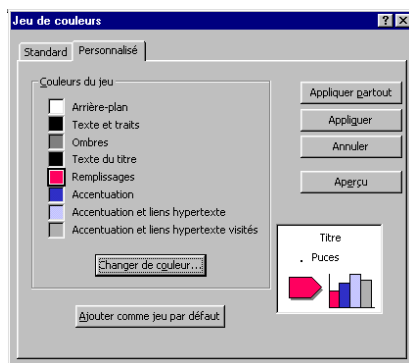 Jeu de couleurs
Standard Personnalisé
Couleurs du jeu
Arrière-plan
Texte et traits
Ombres
Texte du titre
Remplissages
Accentuation
Accentuation et liens hypertexte
Accentuation et liens hypertexte visités
Changer de couleur...
Ajouter comme jeu par défaut
Appliquer partout
Appliquer
Annuler
Aperçu
Titre
. Puces